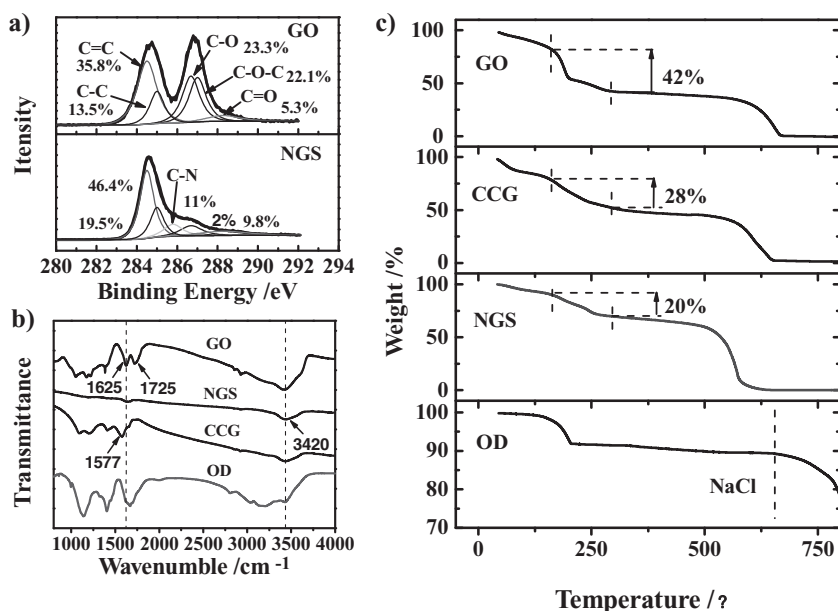 a)
GO
C=C
35.8%
C-O
23.3%
C-O-C
22.1%
C-C
13.5%
C=O
5.3%
NGS
C-N
46.4%
11%
19.5%
2%
9.8%
Itensity
280 282 284 286 288 290 292 294
Binding Energy /eV
b)
GO
1625
1725
NGS
CCG
3420
1577
OD
Transmittance
1000 1500 2000 2500 3000 3500 4000
Wavenumble /cm-1
c)
100
GO
50
42%
0
100
CCG
50
28%
0
100
NGS
50
20%
0
100
OD
90
NaCl
80
70
Weight /%
0 250 500 750
Temperature /?